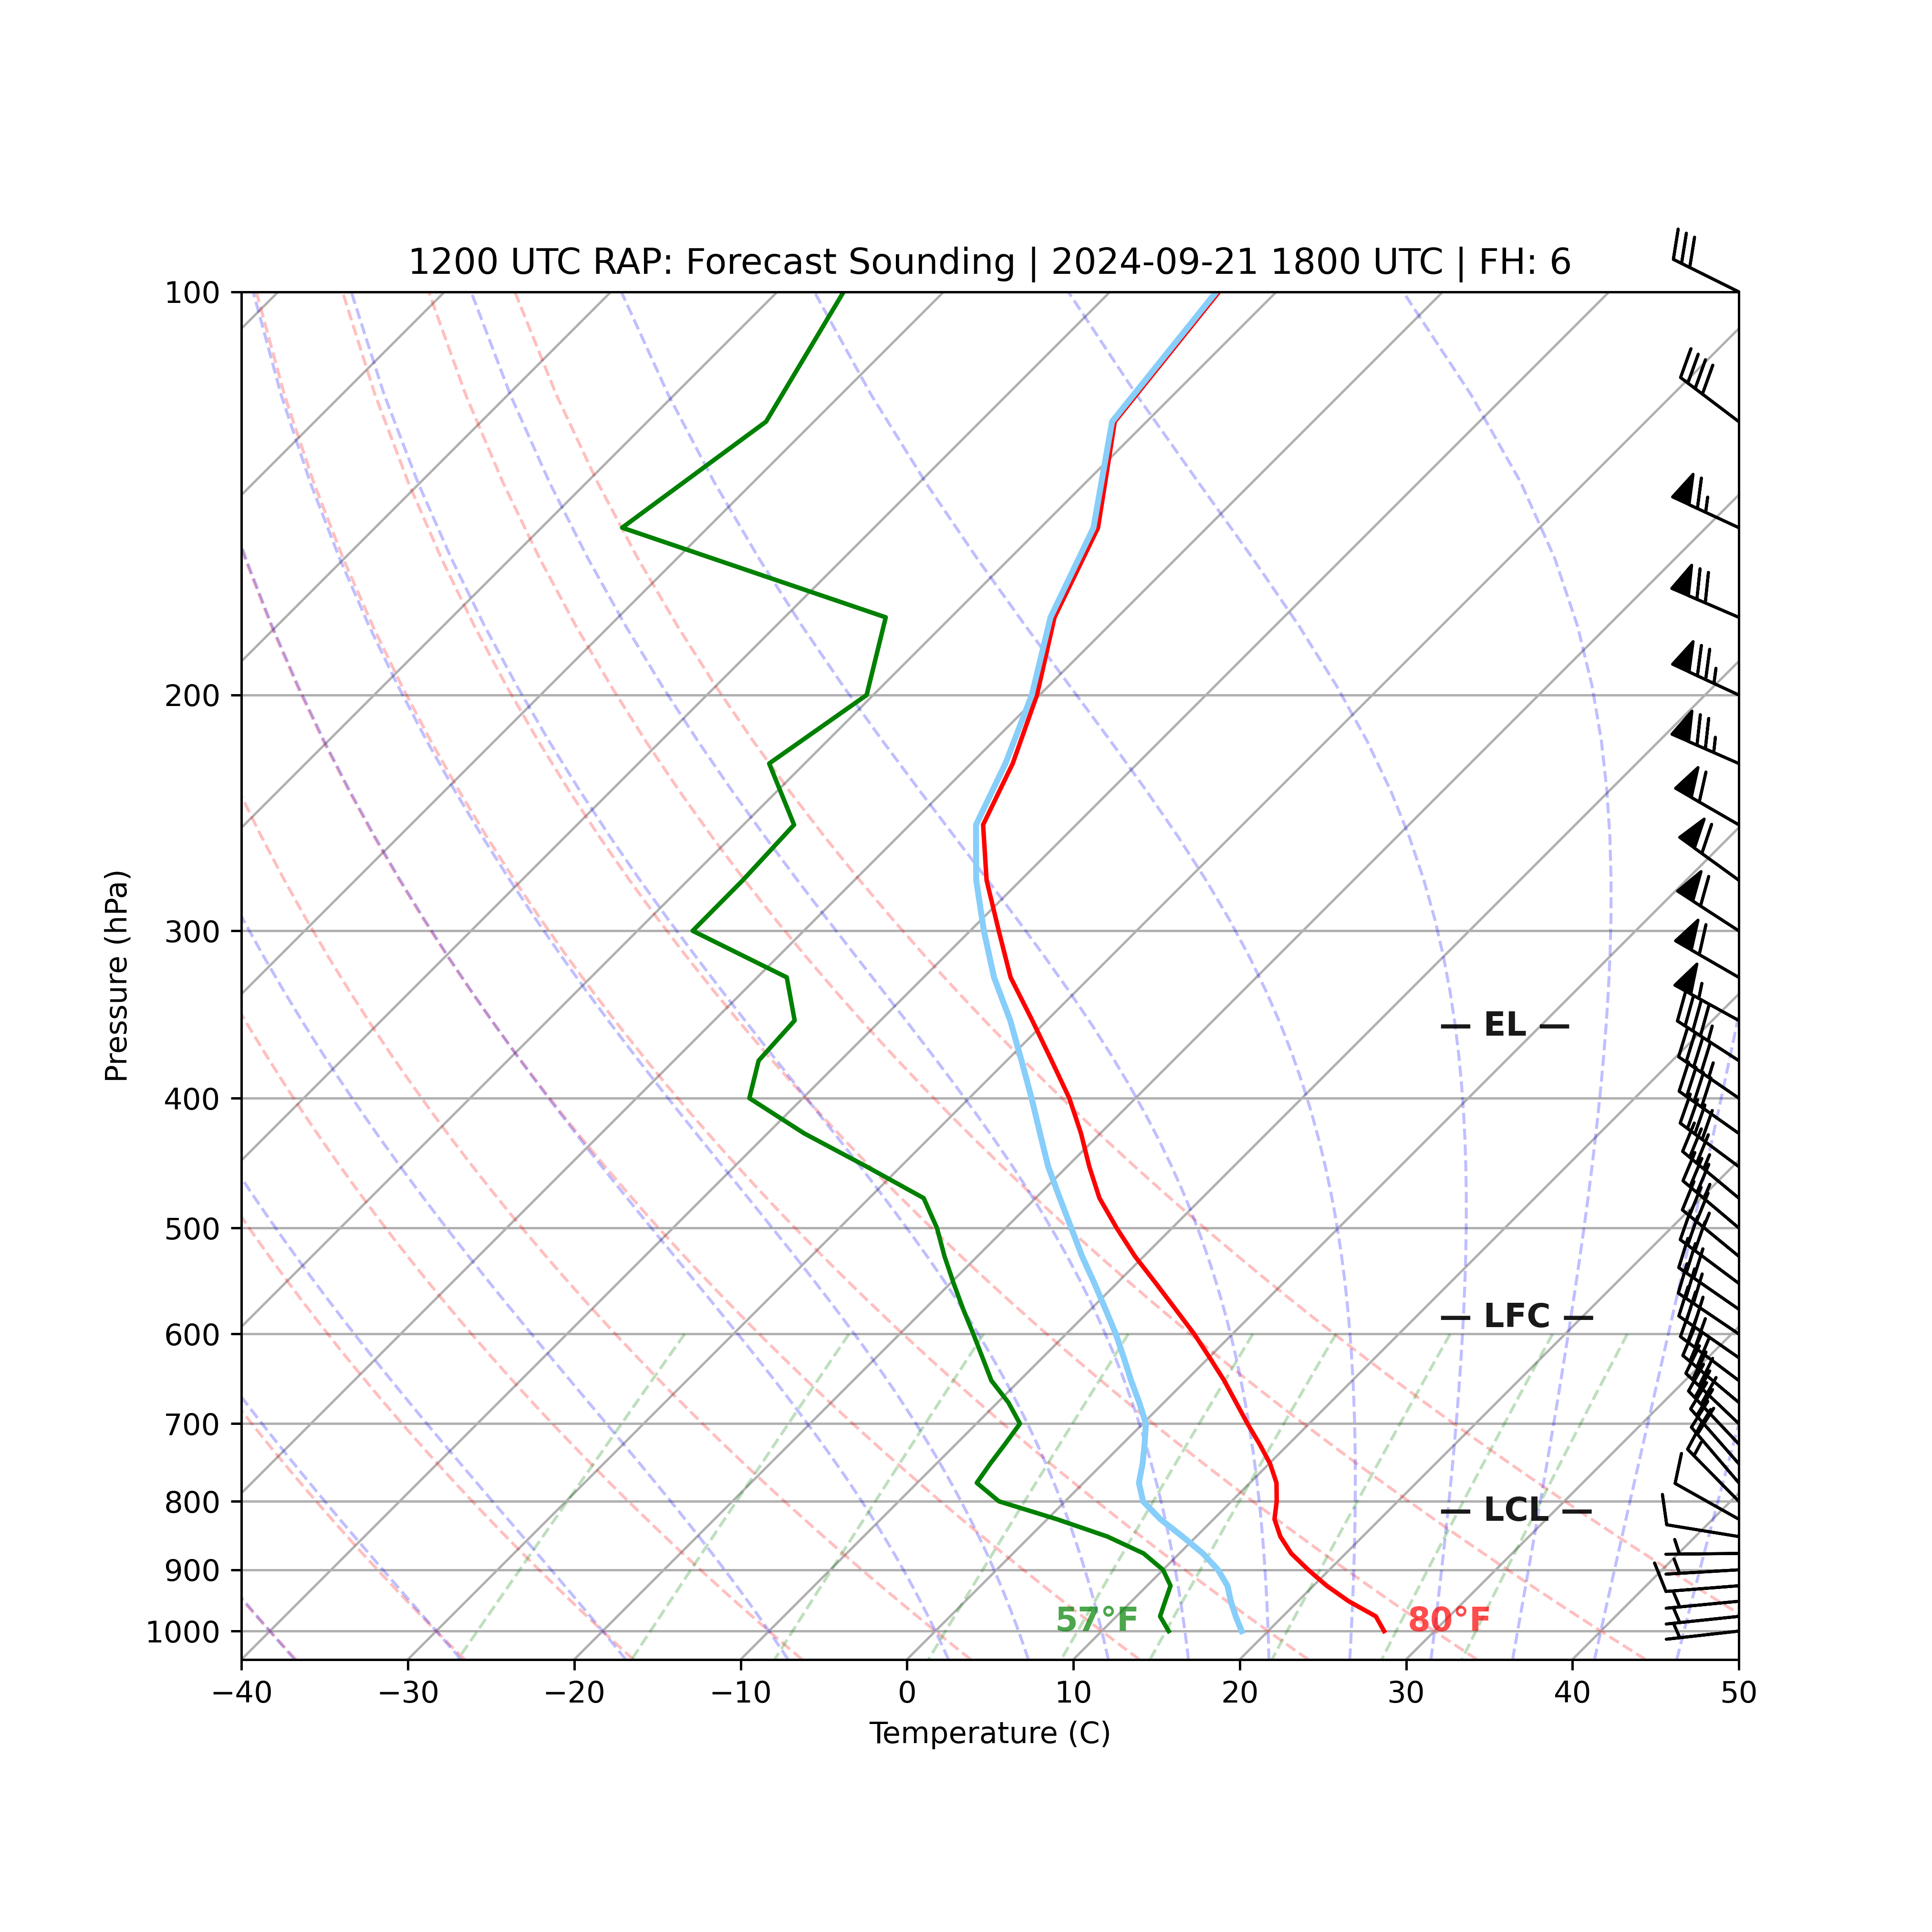 1200 UTC RAP: Forecast Sounding | 2024-09-21 1800 UTC | FH: 6
100
200
300
400
500
600
700
800
900
1000
Pressure (hPa)
— EL —
— LFC —
— LCL —
57°F
80°F
−40 −30 −20 −10 0 10 20 30 40 50
Temperature (C)